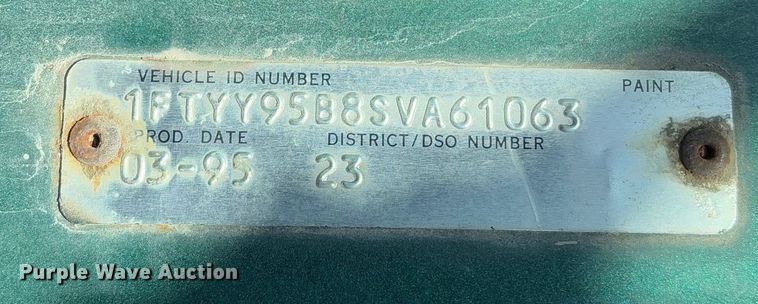 VEHICLE ID NUMBER PAINT
1FTYY95B8SVA61063
PROD. DATE DISTRICT/DSO NUMBER
03-95 23
Purple Wave Auction